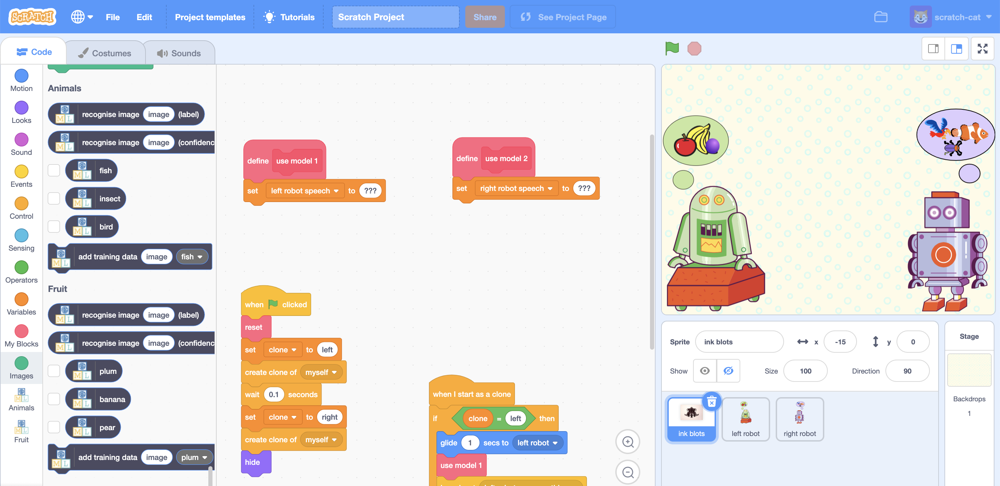 SCRATCH
File
Edit
Project templates
Tutorials
Scratch Project
Share
See Project Page
scratch-cat
Code
Costumes
Sounds
Motion
Looks
Sound
Events
Control
Sensing
Operators
Variables
My Blocks
Images
Animals
Fruit
Animals
M L recognise image image (label)
M L recognise image image (confidenc
M L fish
M L insect
M L bird
M L add training data image fish
Fruit
M L recognise image image (label)
M L recognise image image (confidenc
M L plum
M L banana
M L pear
M L add training data image plum
define use model 1
set left robot speech to ???
define use model 2
set right robot speech to ???
when clicked
reset
set clone to left
create clone of myself
wait 0.1 seconds
set clone to right
create clone of myself
hide
when I start as a clone
if clone = left then
glide 1 secs to left robot
use model 1
Sprite ink blots x -15 y 0
Show Size 100 Direction 90
ink blots
left robot
right robot
Stage
Backdrops
1